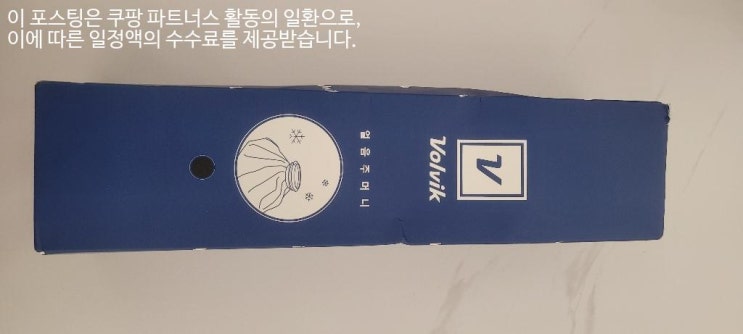 이 포스팅은 쿠팡 파트너스 활동의 일환으로,
이에 따른 일정액의 수수료를 제공받습니다.
얼음주머니
V
Volvik